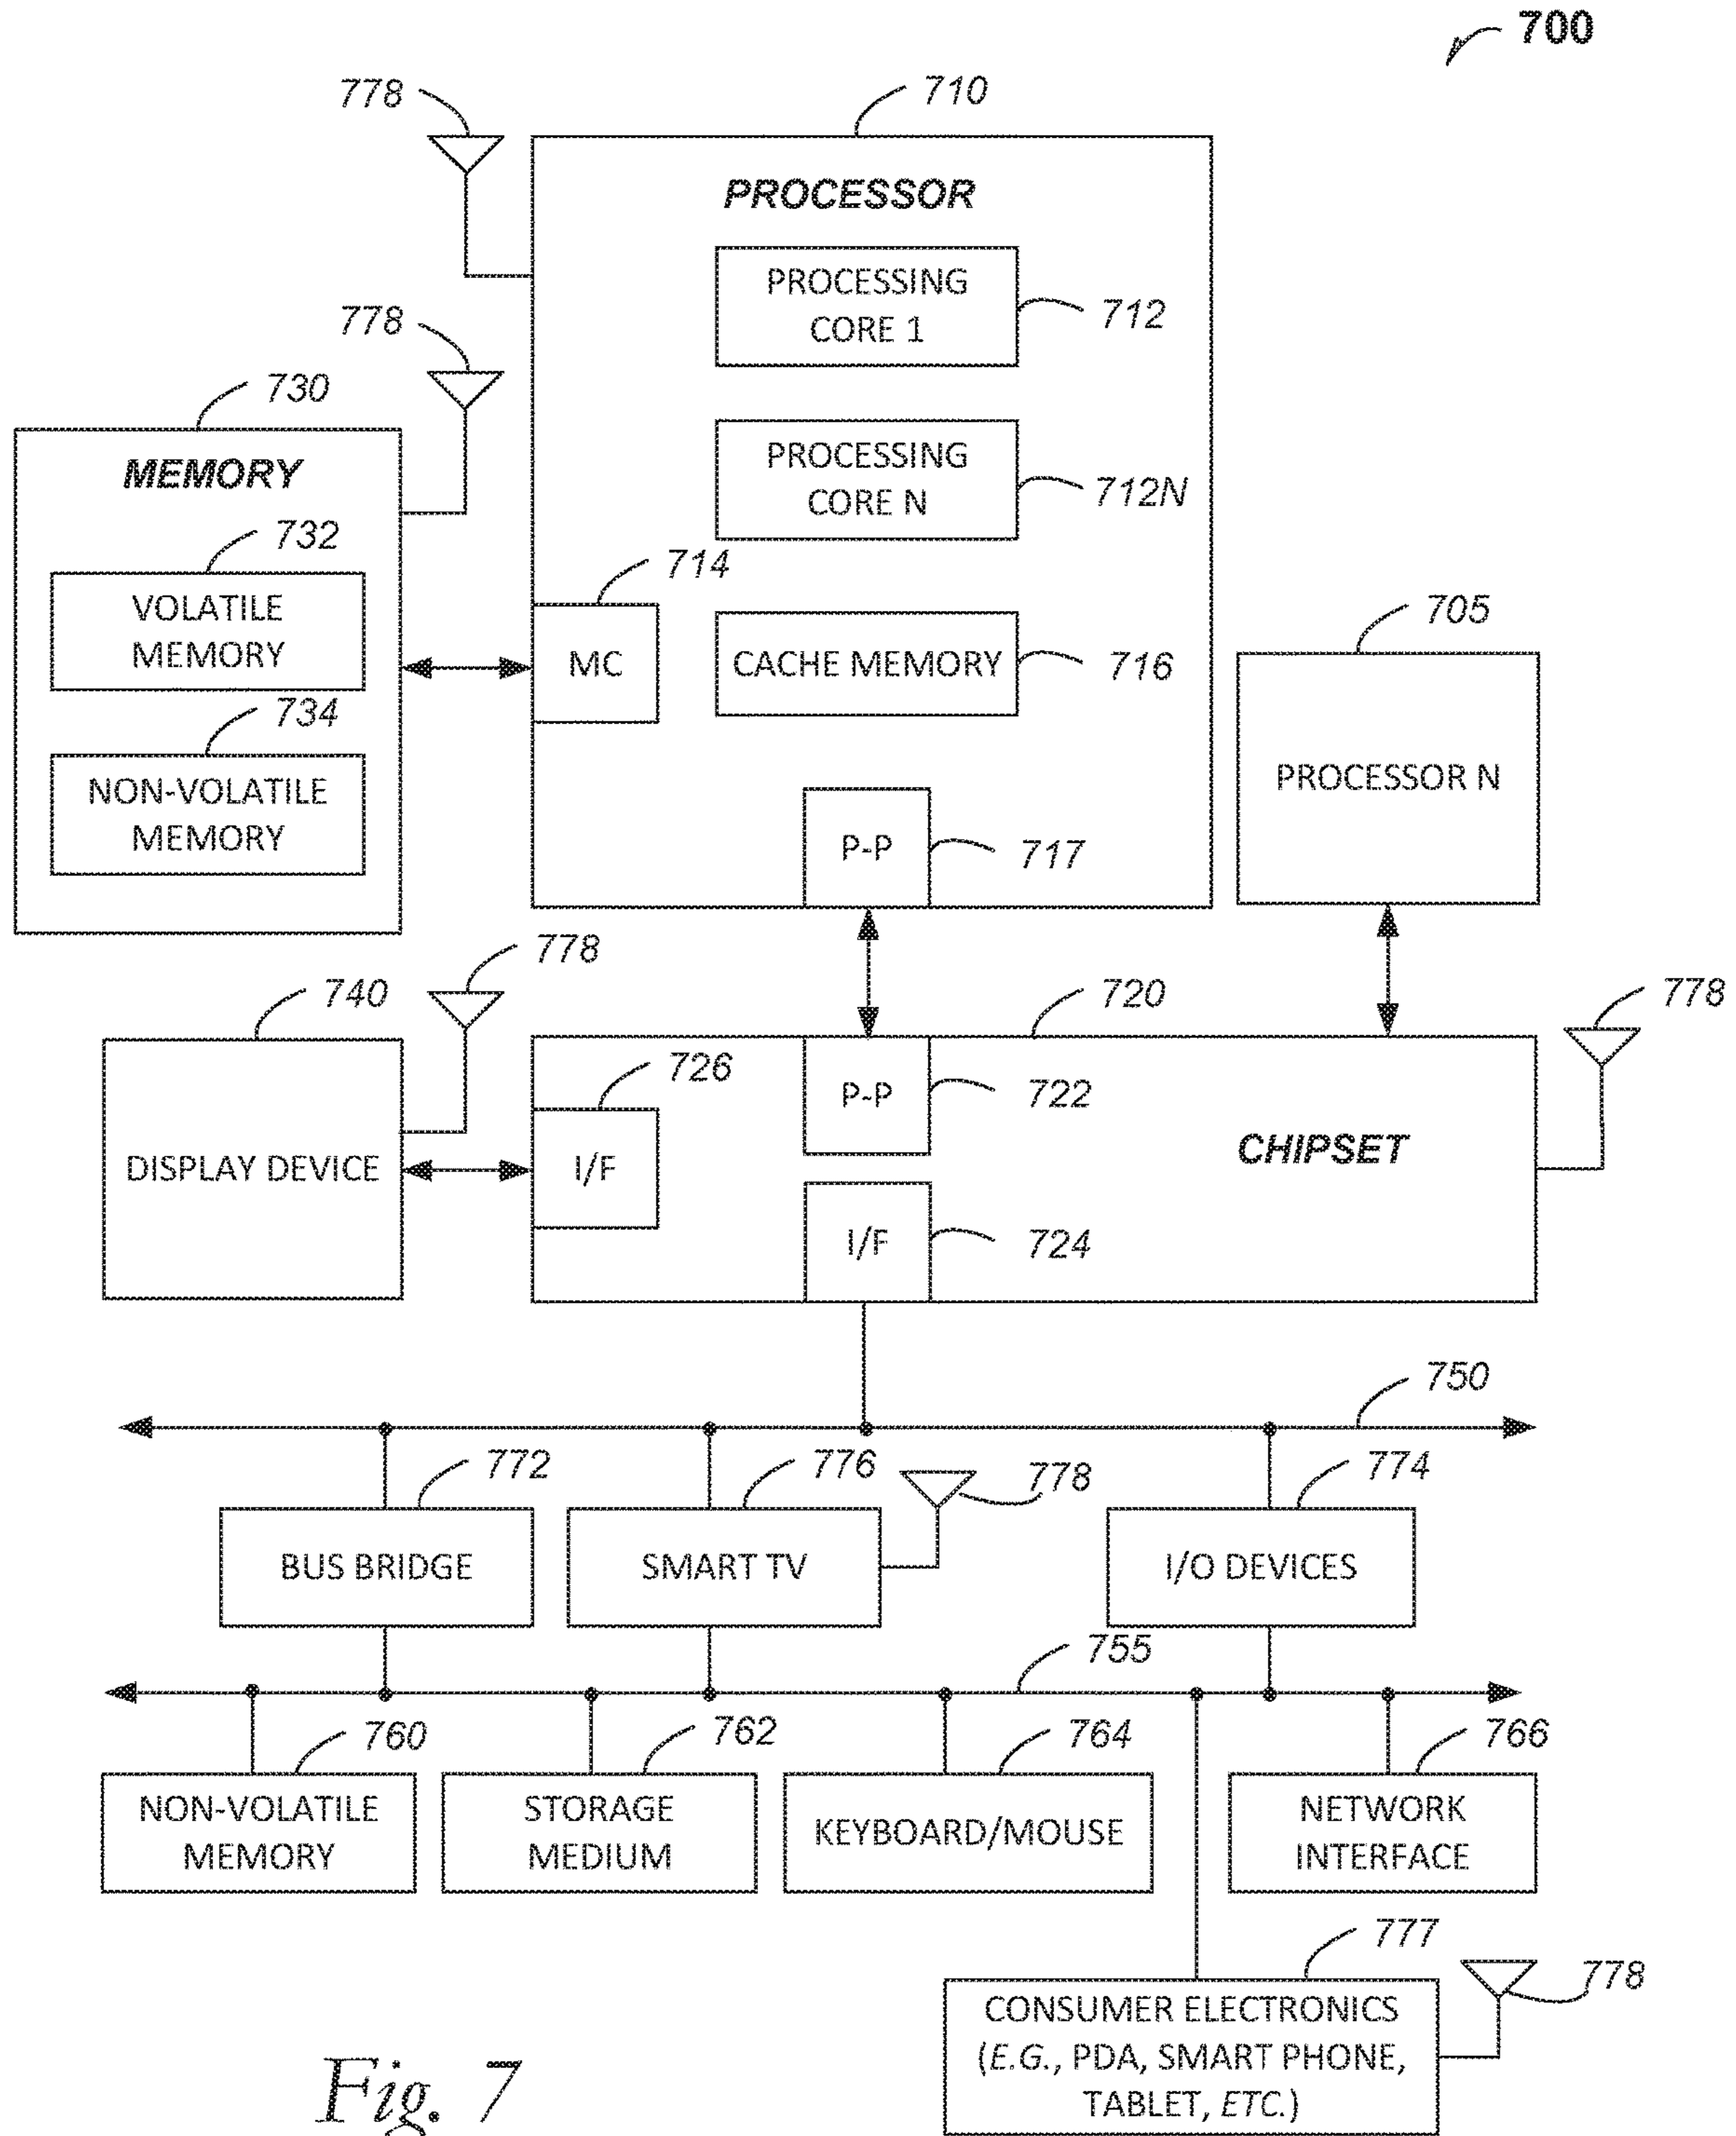 700
778
710
PROCESSOR
PROCESSING
CORE 1
712
778
730
MEMORY
PROCESSING
CORE N
712N
732
VOLATILE
MEMORY
714
MC
CACHE MEMORY
716
705
PROCESSOR N
734
NON-VOLATILE
MEMORY
P-P
717
778
740
DISPLAY DEVICE
720
778
726
I/F
P-P
722
CHIPSET
I/F
724
750
772
776
778
774
BUS BRIDGE
SMART TV
I/O DEVICES
755
760
762
764
766
NON-VOLATILE
MEMORY
STORAGE
MEDIUM
KEYBOARD/MOUSE
NETWORK
INTERFACE
777
778
CONSUMER ELECTRONICS
(E.G., PDA, SMART PHONE,
TABLET, ETC.)
Fig. 7